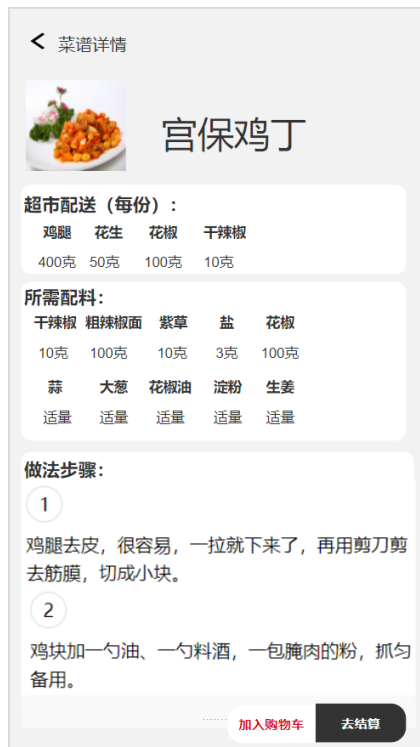 菜谱详情
宫保鸡丁
超市配送（每份）：
鸡腿 花生 花椒 干辣椒
400克 50克 100克 10克
所需配料：
干辣椒 粗辣椒面 紫草 盐 花椒
10克 100克 10克 3克 100克
蒜 大葱 花椒油 淀粉 生姜
适量 适量 适量 适量 适量
做法步骤：
1
鸡腿去皮，很容易，一拉就下来了，再用剪刀剪
去筋膜，切成小块。
2
鸡块加一勺油、一勺料酒，一包腌肉的粉，抓匀
备用。
加入购物车 去结算